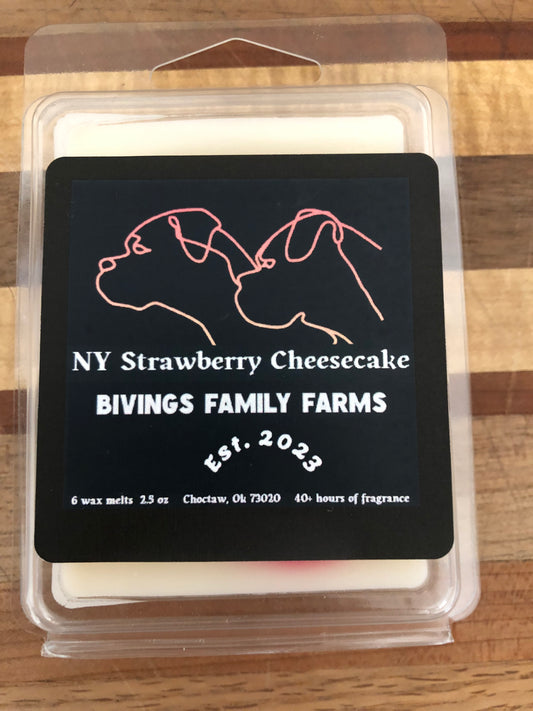 NY Strawberry Cheesecake
BIVINGS FAMILY FARMS
Est. 2023
6 wax melts 2.5 oz Choctaw, Ok 73020 40+ hours of fragrance